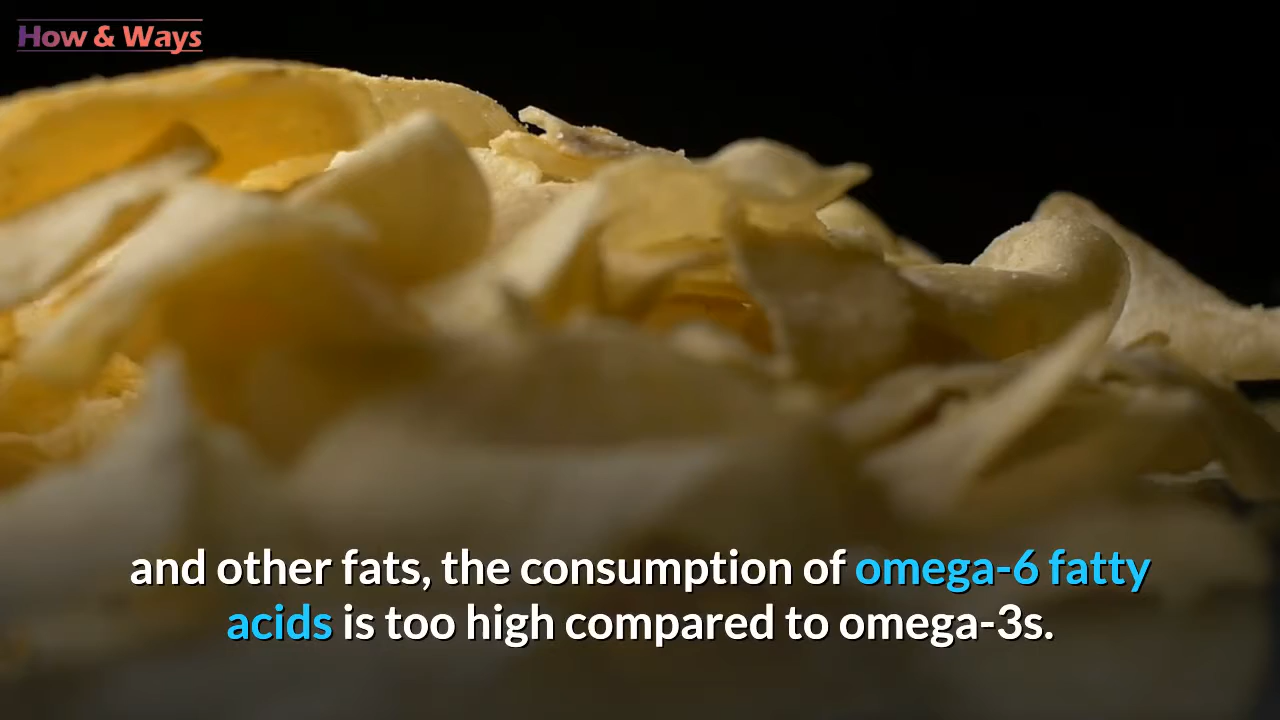 How & Ways
and other fats, the consumption of omega-6 fatty
acids is too high compared to omega-3s.